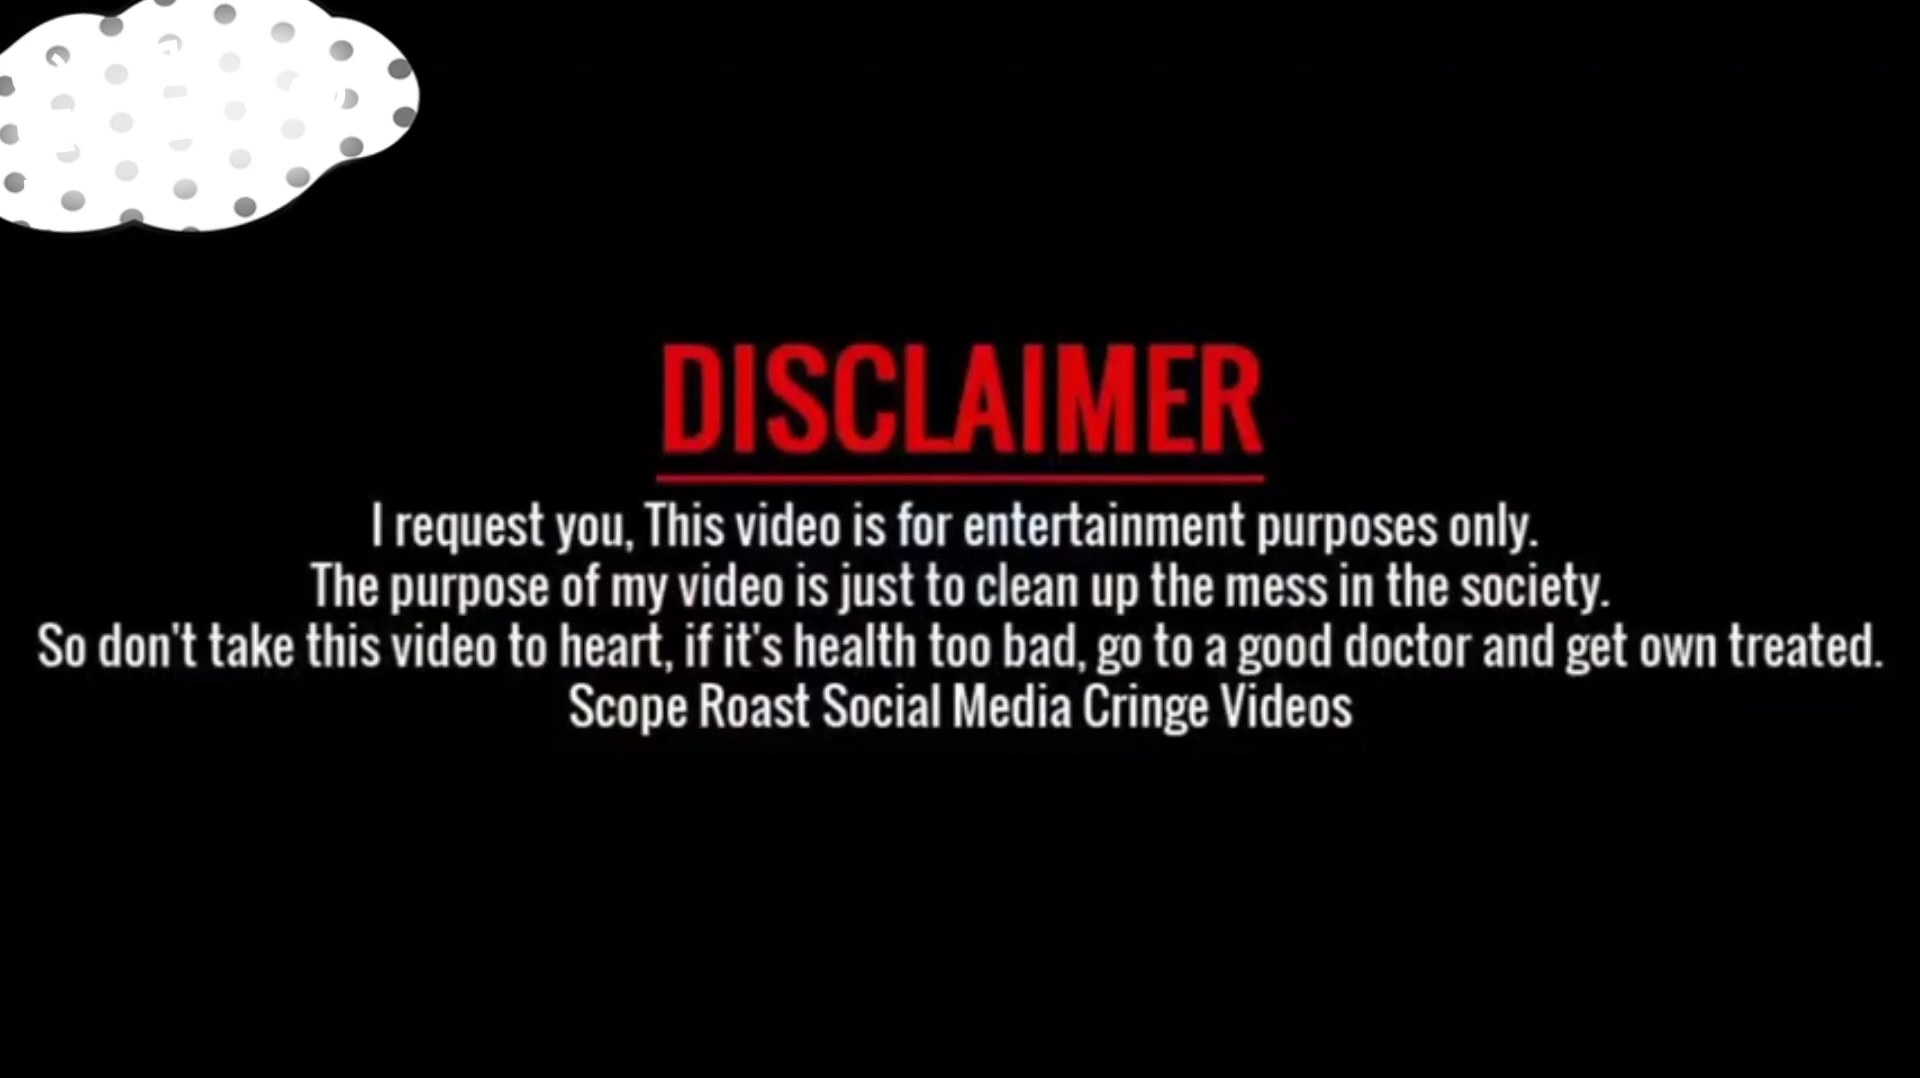 DISCLAIMER
I request you, This video is for entertainment purposes only.
The purpose of my video is just to clean up the mess in the society.
So don't take this video to heart, if it's health too bad, go to a good doctor and get own treated.
Scope Roast Social Media Cringe Videos